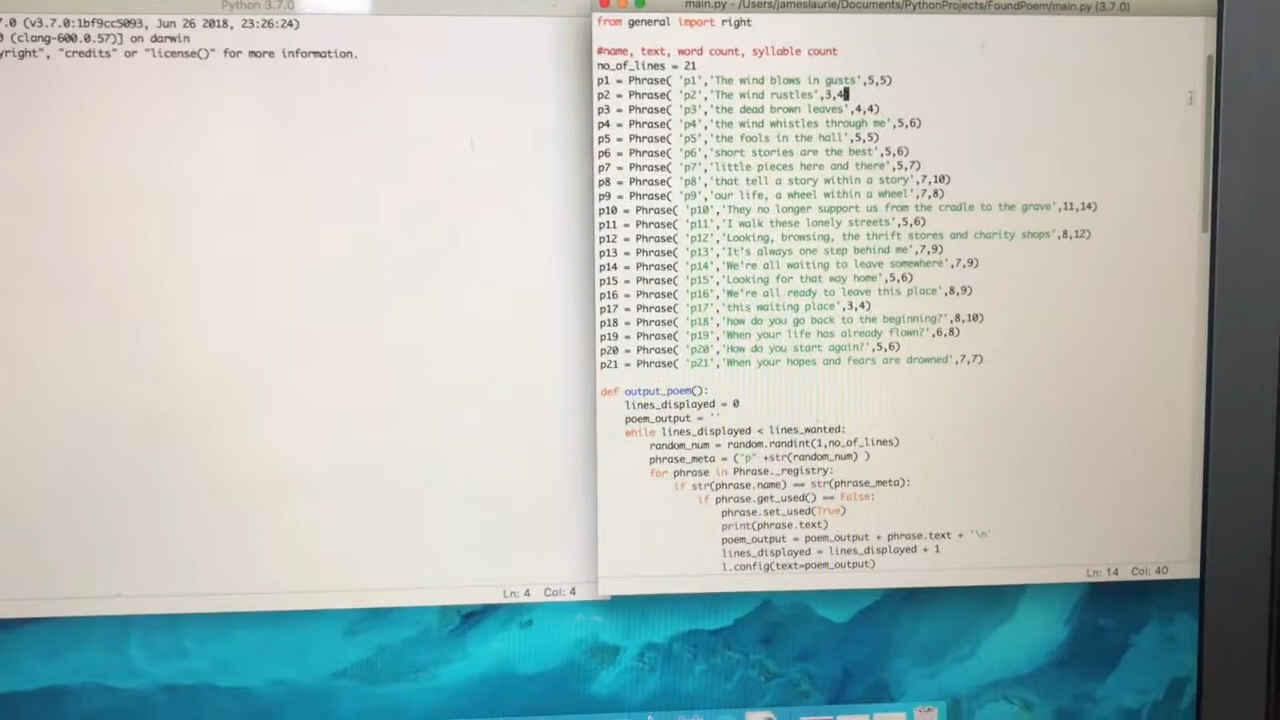 Python 3.7.0
7.0 (v3.7.0:1bf9cc5093, Jun 26 2018, 23:26:24)
0 (clang-600.0.57)] on darwin
yright", "credits" or "license()" for more information.
Ln: 4 Col: 4
main.py - /Users/jameslaurie/Documents/PythonProjects/FoundPoem/main.py (3.7.0)
from general import right
#name, text, word count, syllable count
no_of_lines = 21
p1 = Phrase( 'p1','The wind blows in gusts',5,5)
p2 = Phrase( 'p2','The wind rustles',3,4
p3 = Phrase( 'p3','the dead brown leaves',4,4)
p4 = Phrase( 'p4','the wind whistles through me',5,6)
p5 = Phrase( 'p5','the fools in the hall',5,5)
p6 = Phrase( 'p6','short stories are the best',5,6)
p7 = Phrase( 'p7','little pieces here and there',5,7)
p8 = Phrase( 'p8','that tell a story within a story',7,10)
p9 = Phrase( 'p9','our life, a wheel within a wheel',7,8)
p10 = Phrase( 'p10','They no longer support us from the cradle to the grave',11,14)
p11 = Phrase( 'p11','I walk these lonely streets',5,6)
p12 = Phrase( 'p12','Looking, browsing, the thrift stores and charity shops',8,12)
p13 = Phrase( 'p13','It's always one step behind me',7,9)
p14 = Phrase( 'p14','We're all waiting to leave somewhere',7,9)
p15 = Phrase( 'p15','Looking for that way home',5,6)
p16 = Phrase( 'p16','We're all ready to leave this place',8,9)
p17 = Phrase( 'p17','this waiting place',3,4)
p18 = Phrase( 'p18','how do you go back to the beginning?',8,10)
p19 = Phrase( 'p19','When your life has already flown?',6,8)
p20 = Phrase( 'p20','How do you start again?',5,6)
p21 = Phrase( 'p21','When your hopes and fears are drowned',7,7)
def output_poem():
lines_displayed = 0
poem_output = ''
while lines_displayed < lines_wanted:
random_num = random.randint(1,no_of_lines)
phrase_meta = ("p" +str(random_num) )
for phrase in Phrase._registry:
if str(phrase.name) == str(phrase_meta):
if phrase.get_used() == False:
phrase.set_used(True)
print(phrase.text)
poem_output = poem_output + phrase.text + '\n'
lines_displayed = lines_displayed + 1
l.config(text=poem_output)
Ln: 14 Col: 40